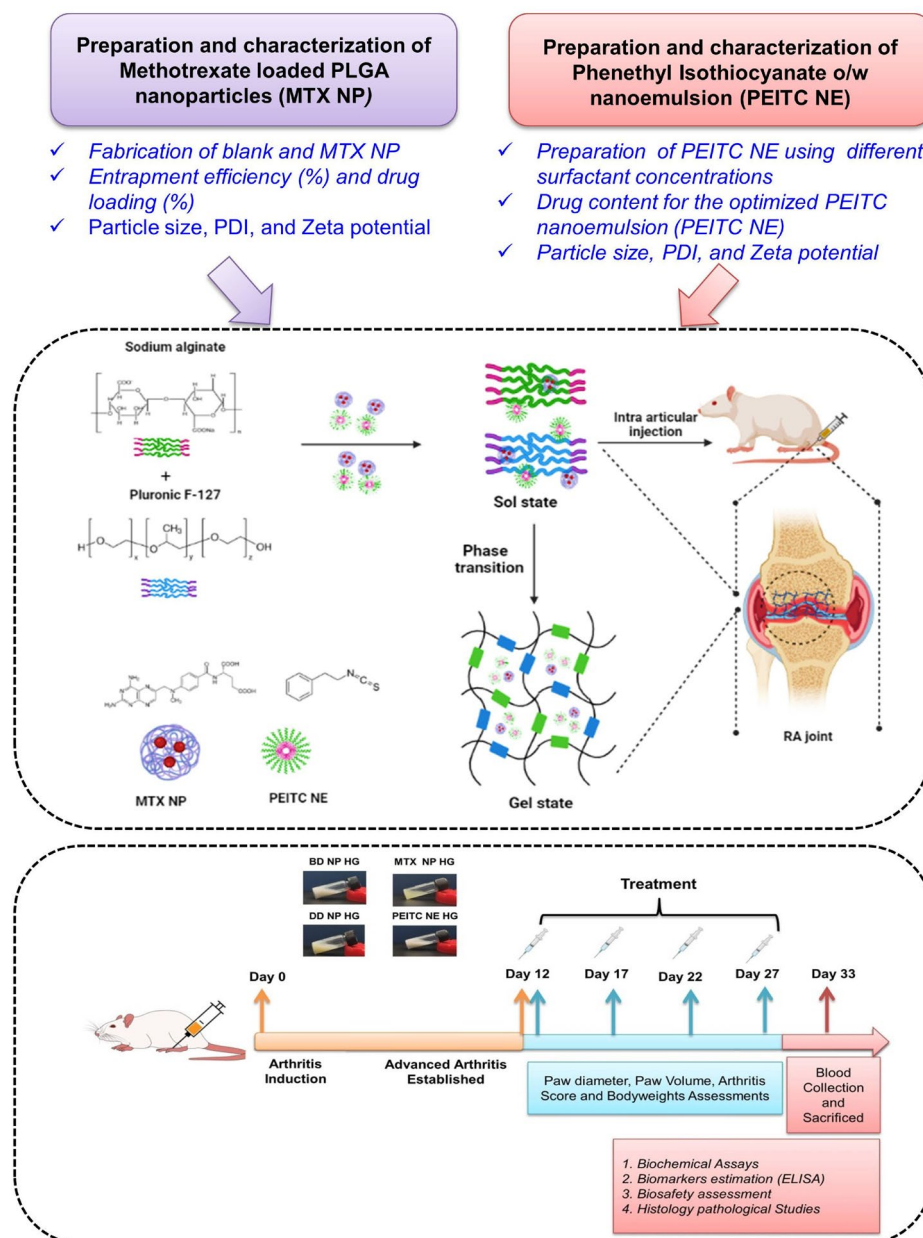 Preparation and characterization of
Methotrexate loaded PLGA
nanoparticles (MTX NP)
Preparation and characterization of
Phenethyl Isothiocyanate o/w
nanoemulsion (PEITC NE)
✓ Fabrication of blank and MTX NP
✓ Entrapment efficiency (%) and drug
loading (%)
✓ Particle size, PDI, and Zeta potential
✓ Preparation of PEITC NE using different
surfactant concentrations
✓ Drug content for the optimized PEITC
nanoemulsion (PEITC NE)
✓ Particle size, PDI, and Zeta potential
Sodium alginate
+
Pluronic F-127
CH3
H
O
x
y
z
OH
Sol state
Intra articular
injection
Phase
transition
Gel state
RA joint
COOH
COOH
N=C=S
MTX NP
PEITC NE
BD NP HG
MTX NP HG
DD NP HG
PEITC NE HG
Treatment
Day 0
Day 12
Day 17
Day 22
Day 27
Day 33
Arthritis
Induction
Advanced Arthritis
Established
Paw diameter, Paw Volume, Arthritis
Score and Bodyweights Assessments
Blood
Collection
and
Sacrificed
1. Biochemical Assays
2. Biomarkers estimation (ELISA)
3. Biosafety assessment
4. Histology pathological Studies